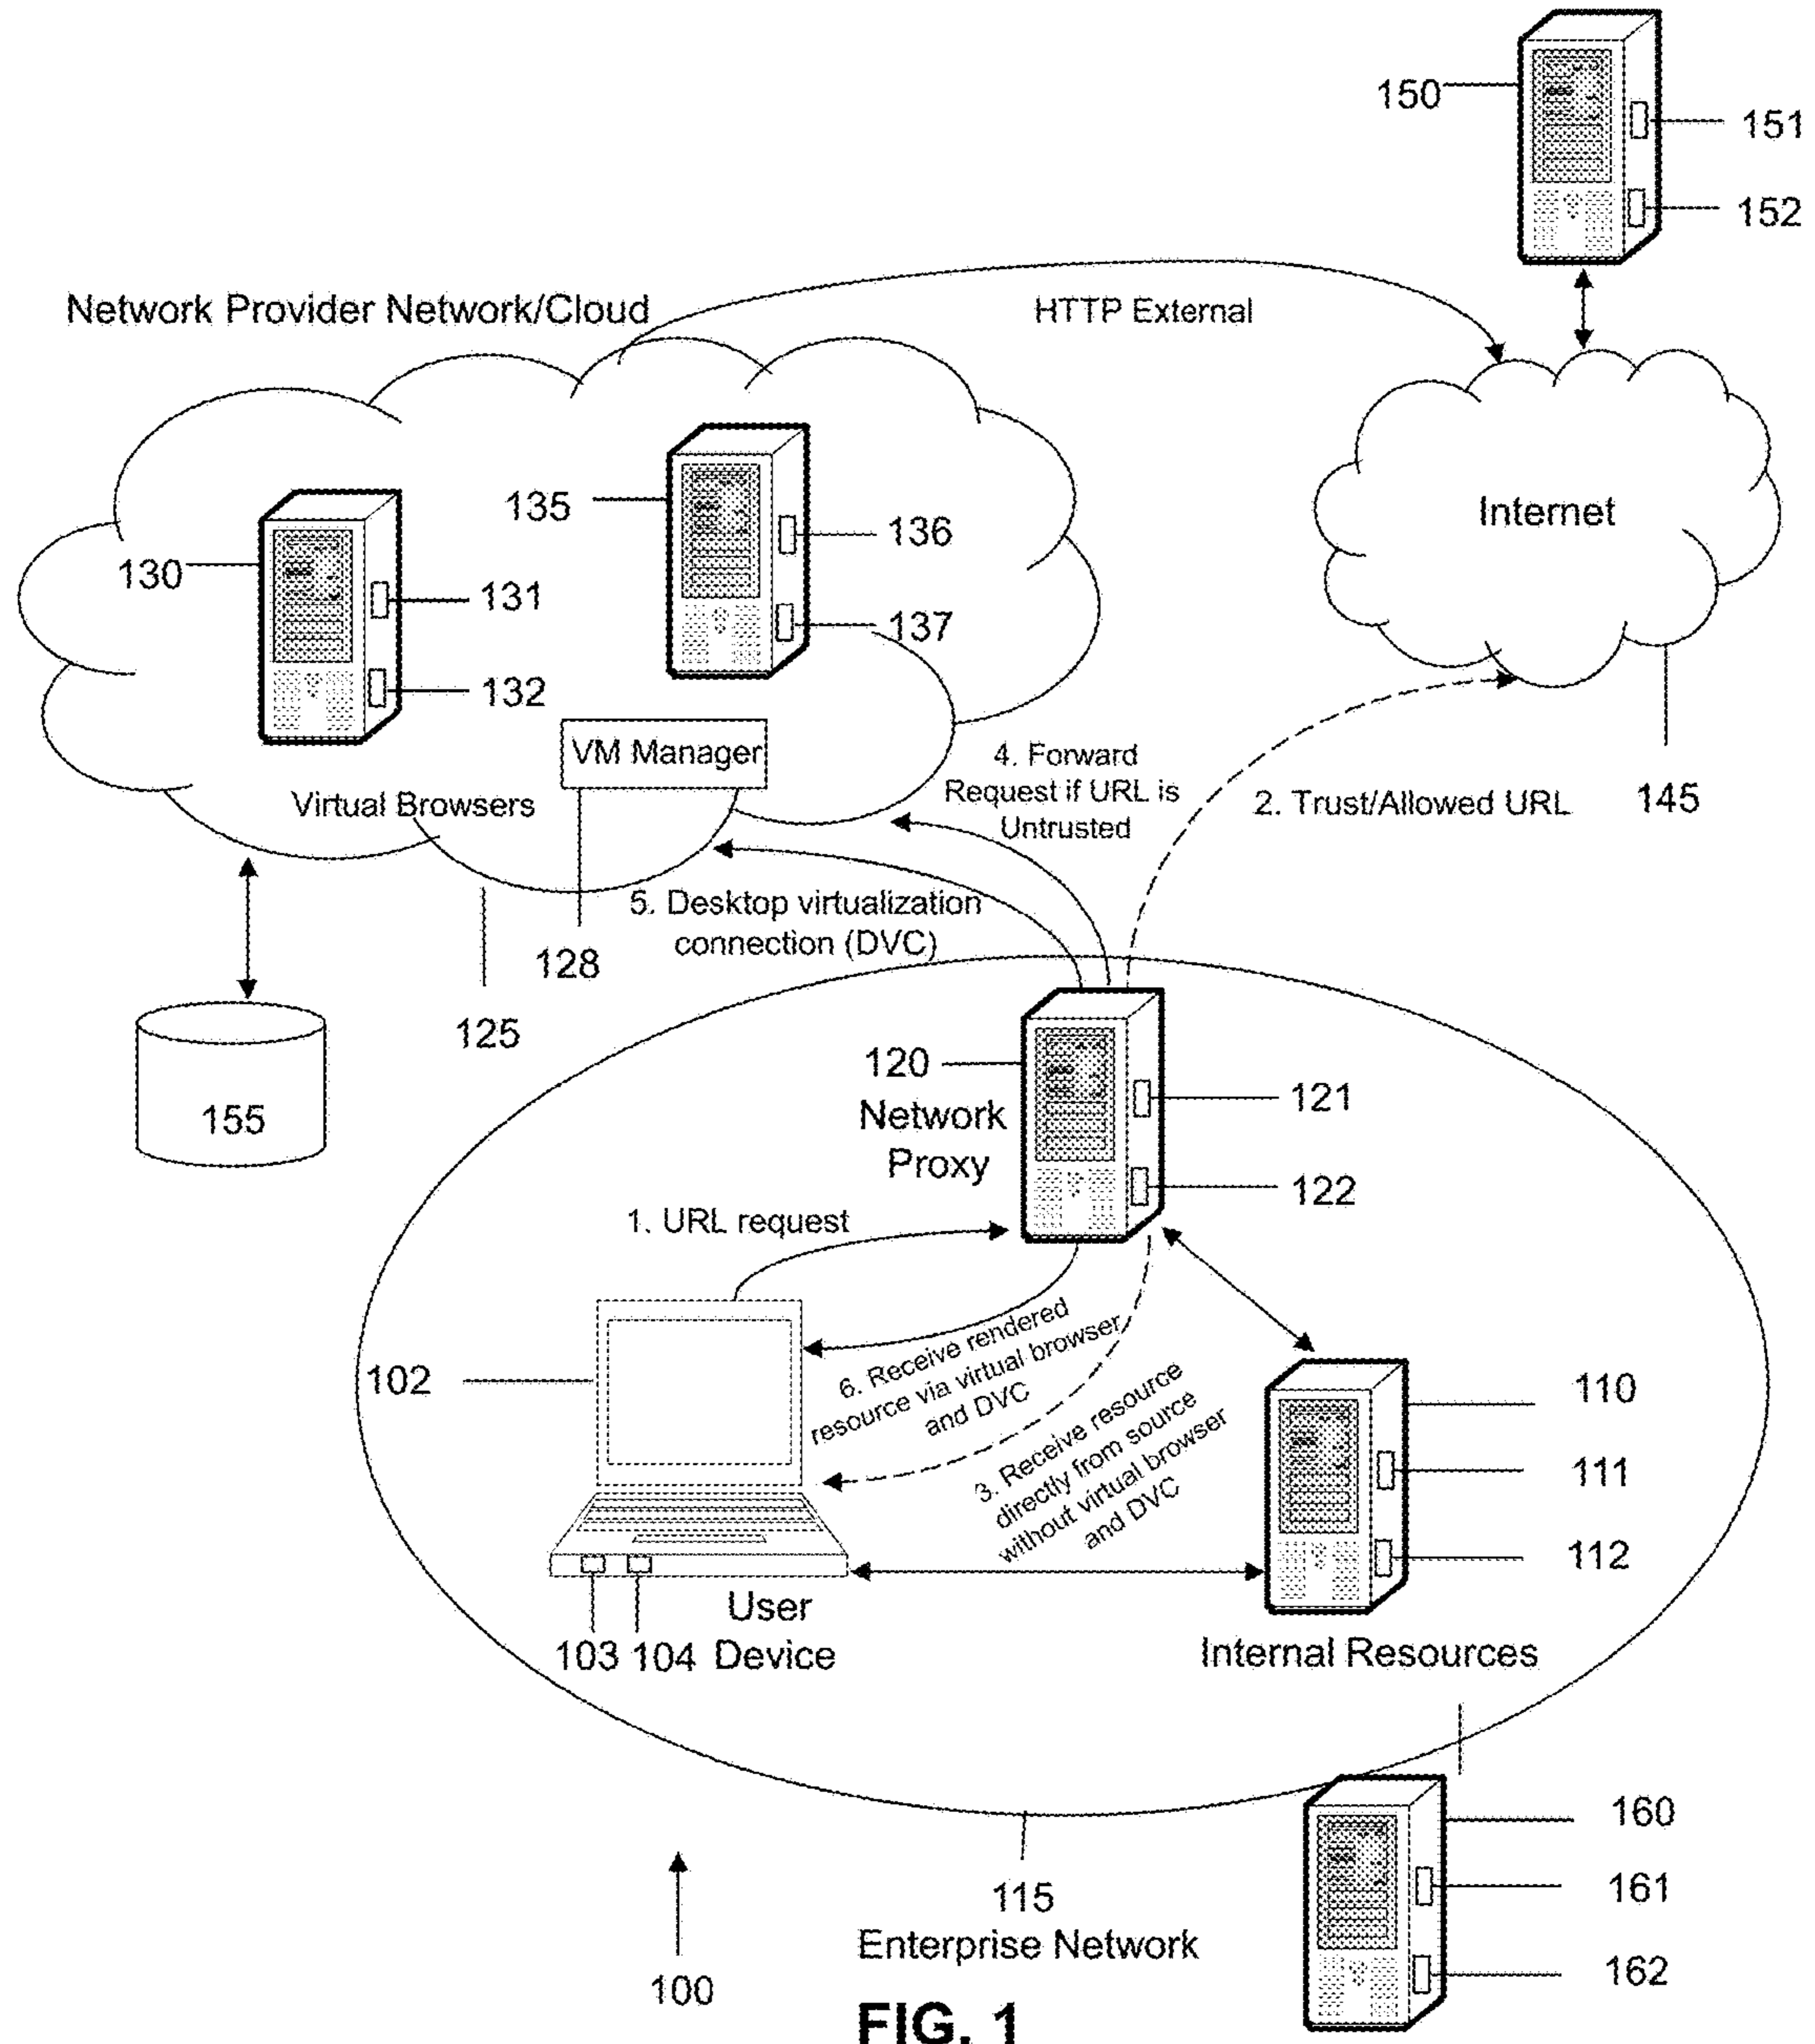 150
151
152
Network Provider Network/Cloud
HTTP External
135
136
137
130
131
132
Internet
VM Manager
Virtual Browsers
4. Forward
Request if URL is
Untrusted
2. Trust/Allowed URL
145
5. Desktop virtualization
connection (DVC)
128
125
155
120
Network
Proxy
121
122
1. URL request
102
6. Receive rendered
resource via virtual browser
and DVC
3. Receive resource
directly from source
without virtual browser
and DVC
110
111
112
User
Device
103
104
Internal Resources
160
161
162
115
Enterprise Network
100
FIG. 1